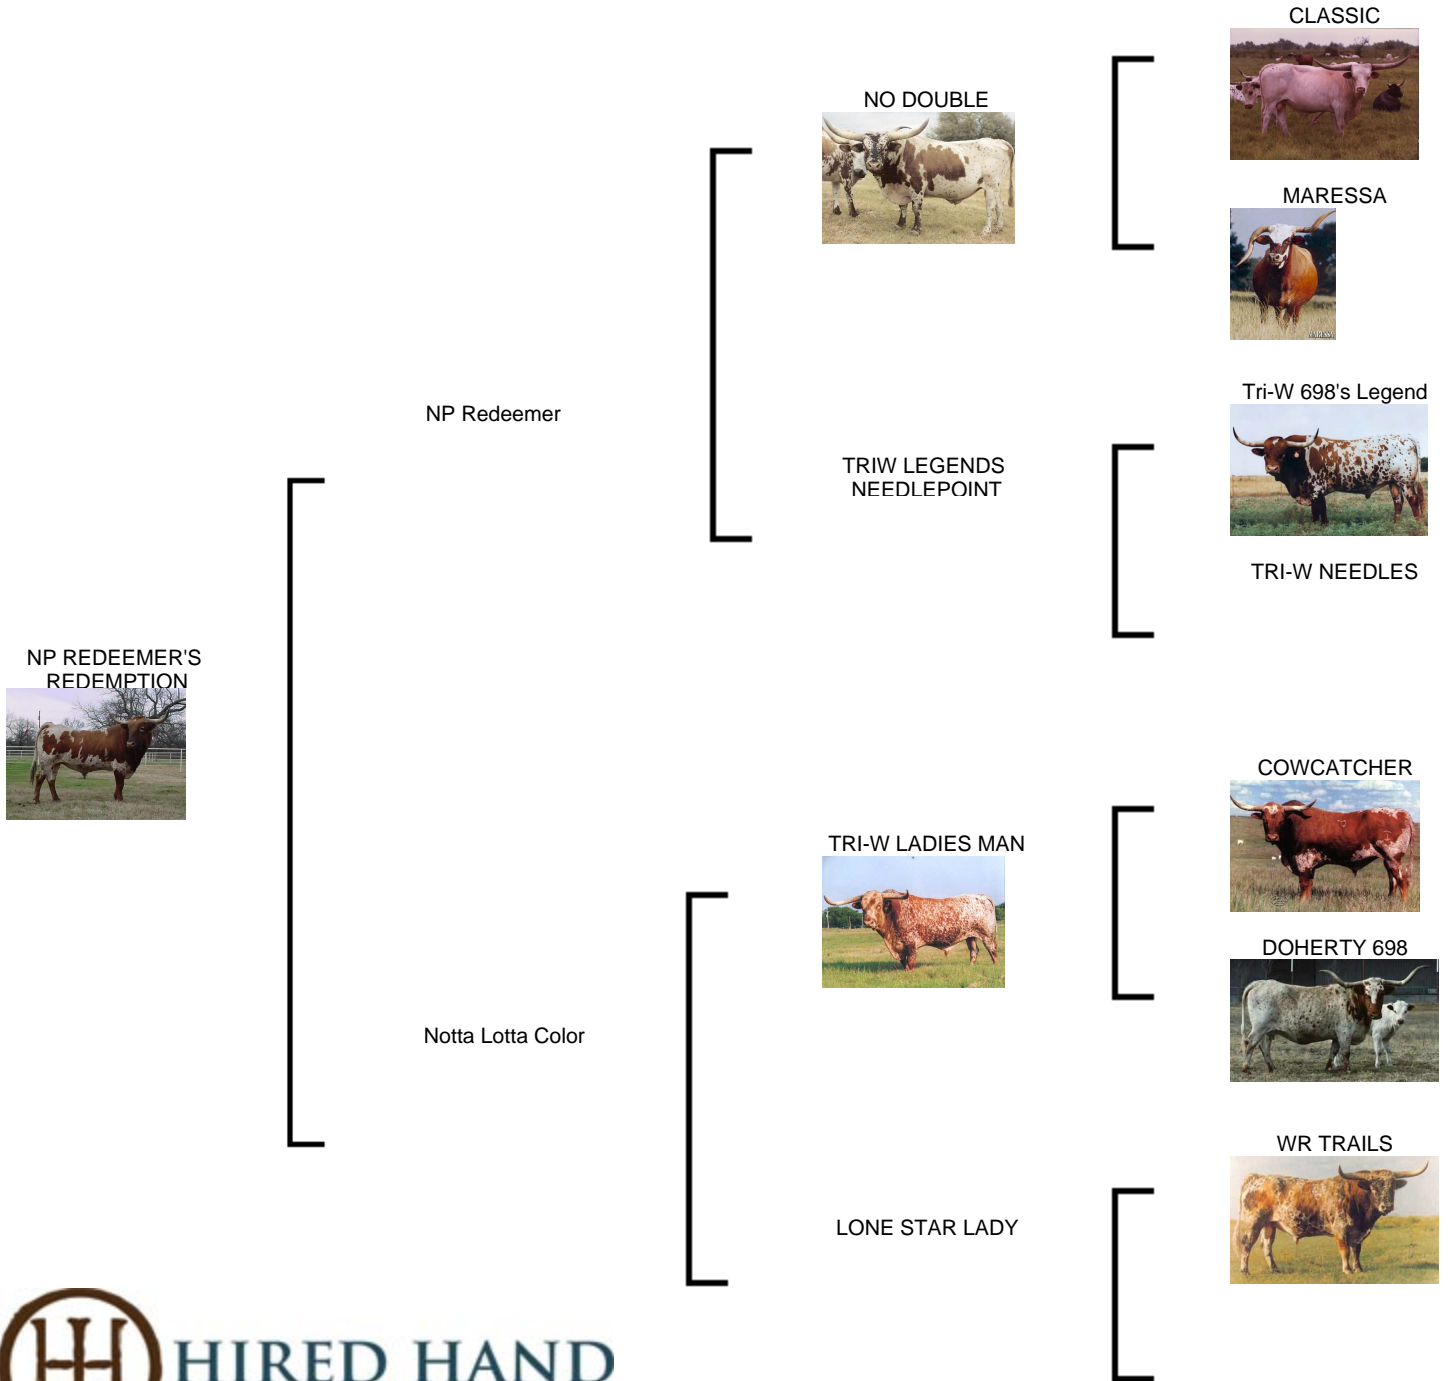 CLASSIC
NO DOUBLE
MARESSA
MARESSA
Tri-W 698's Legend
NP Redeemer
TRIW LEGENDS
NEEDLEPOINT
TRI-W NEEDLES
NP REDEEMER'S
REDEMPTION
COWCATCHER
TRI-W LADIES MAN
DOHERTY 698
Notta Lotta Color
WR TRAILS
LONE STAR LADY
HIRED HAND